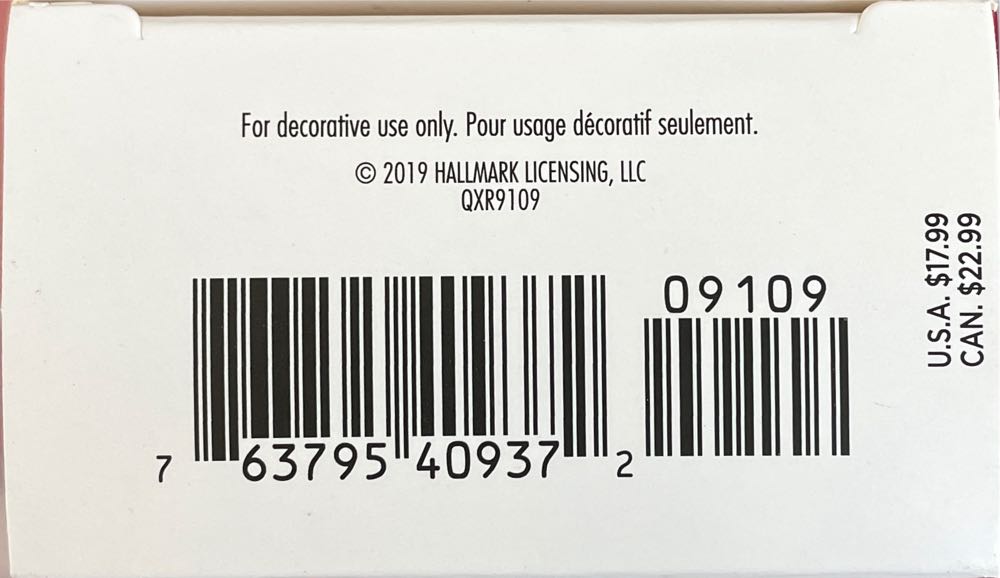 For decorative use only. Pour usage décoratif seulement.
© 2019 HALLMARK LICENSING, LLC
QXR9109
U.S.A. $17.99
CAN. $22.99
09109
7 63795 40937 2